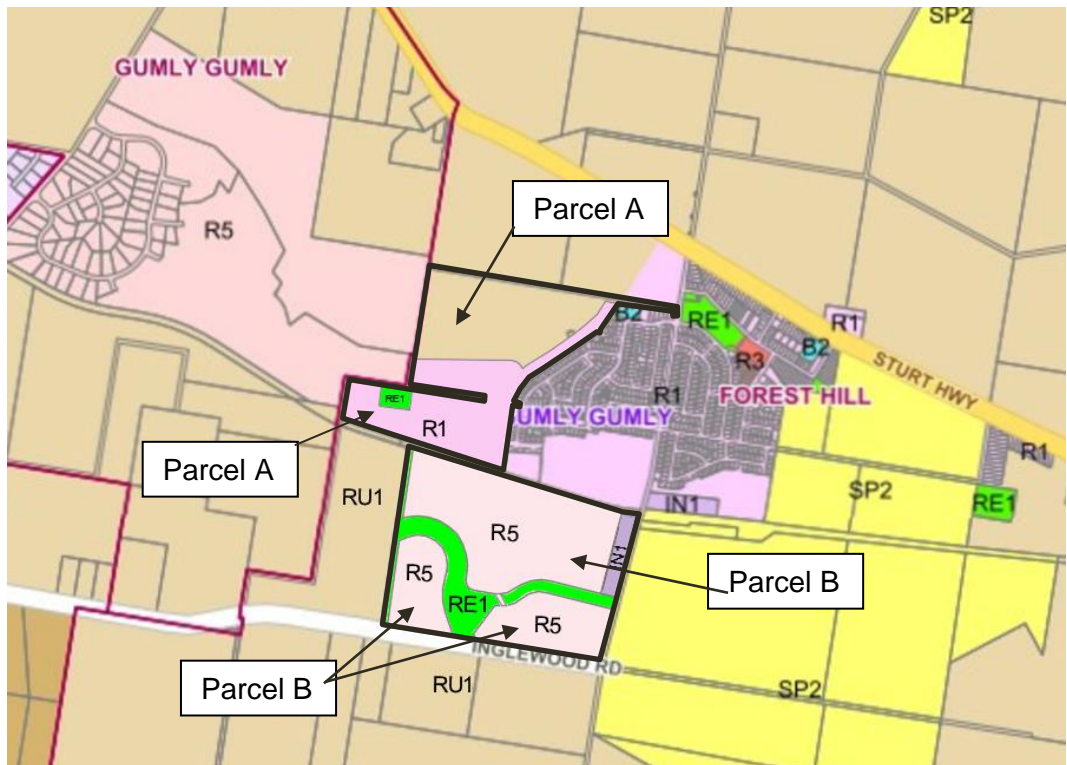 SP2
GUMLY GUMLY
Parcel A
R5
B2
RE1
R1
B2
R3
STURT HWY
R1
FOREST HILL
RE1
R1
UMLY GUMLY
R1
Parcel A
RU1
SP2
IN1
RE1
R5
IN1
Parcel B
R5
RE1
R5
INGLEWOOD RD
Parcel B
RU1
SP2